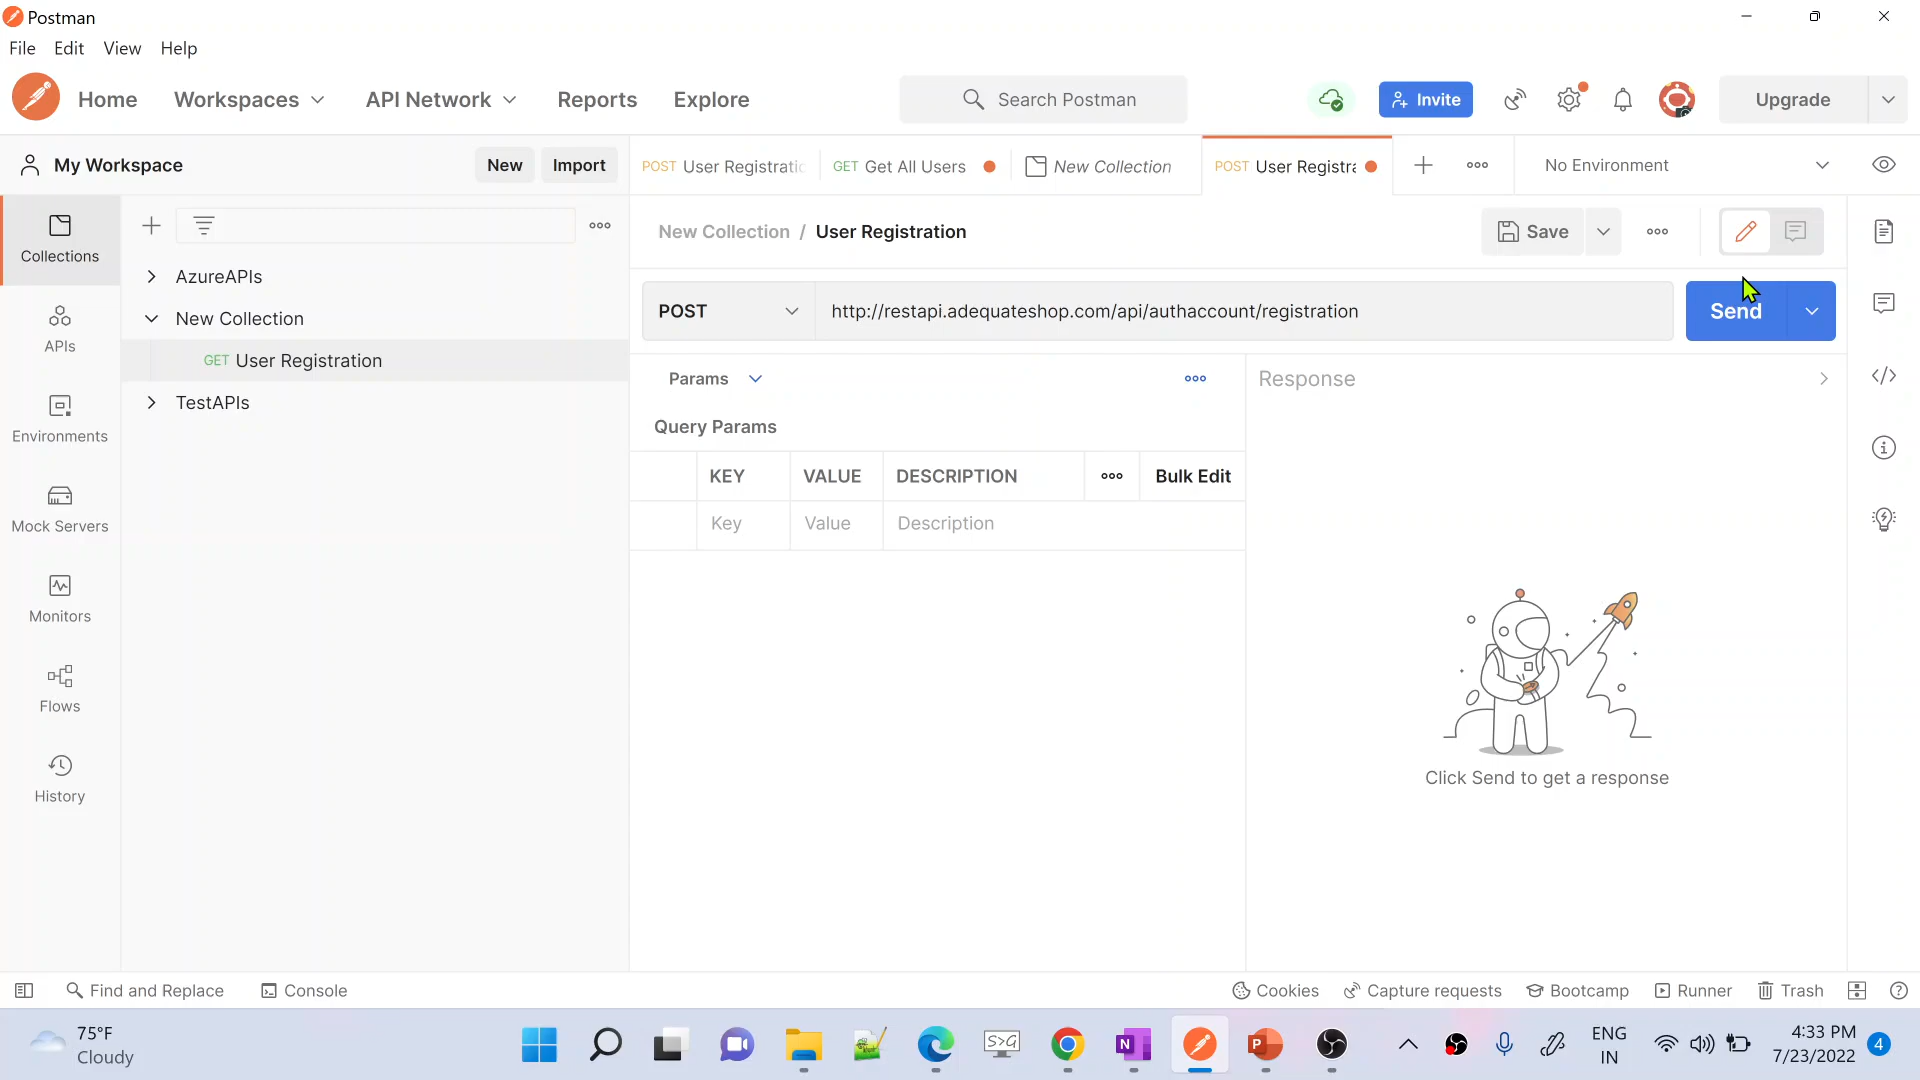 Postman
File Edit View Help
Home Workspaces API Network Reports Explore Search Postman Invite Upgrade
My Workspace New Import POST User Registratic GET Get All Users New Collection POST User Registra No Environment
Collections
APIs
Environments
Mock Servers
Monitors
Flows
History
AzureAPIs
New Collection
GET User Registration
TestAPIs
New Collection / User Registration Save
POST http://restapi.adequateshop.com/api/authaccount/registration Send
Params
Query Params
KEY VALUE DESCRIPTION Bulk Edit
Key Value Description
Response
Click Send to get a response
Find and Replace Console Cookies Capture requests Bootcamp Runner Trash
75°F
Cloudy
S>G
N
P
ENG
IN
4:33 PM
7/23/2022
4